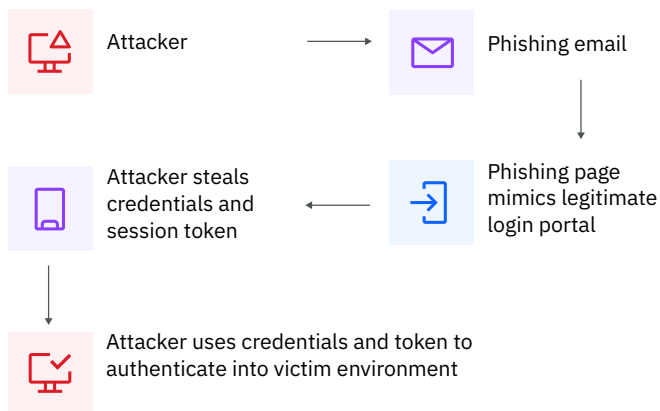 Attacker
Phishing email
Phishing page
mimics legitimate
login portal
Attacker steals
credentials and
session token
Attacker uses credentials and token to
authenticate into victim environment